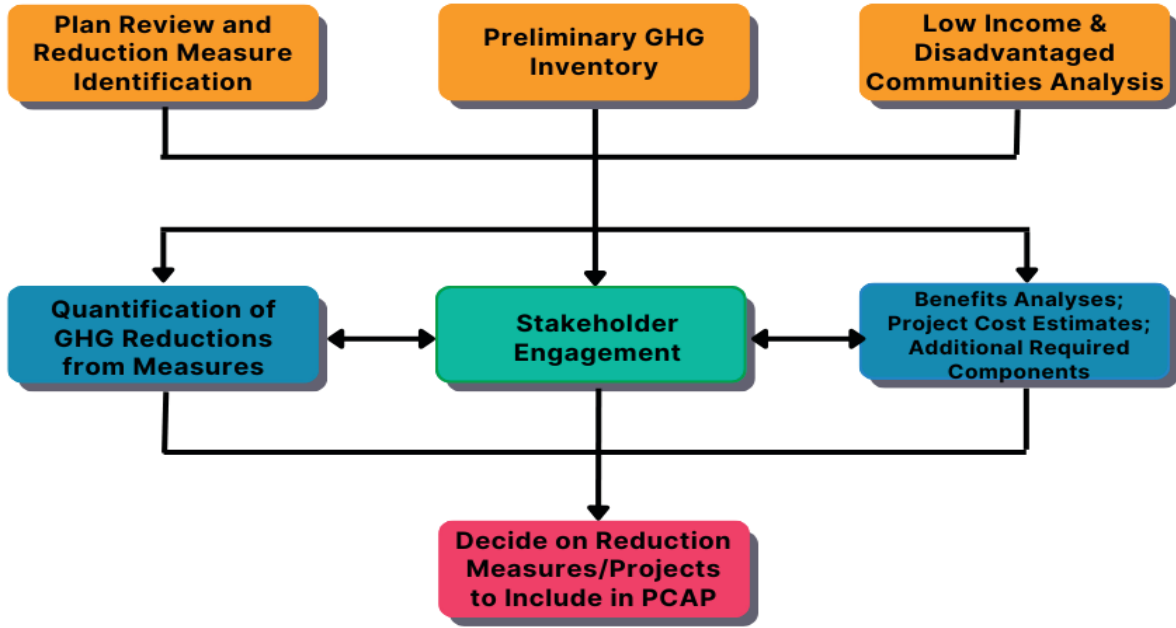 Plan Review and
Reduction Measure
Identification
Preliminary GHG
Inventory
Low Income &
Disadvantaged
Communities Analysis
Quantification of
GHG Reductions
from Measures
Stakeholder
Engagement
Benefits Analyses;
Project Cost Estimates;
Additional Required
Components
Decide on Reduction
Measures/Projects
to Include in PCAP